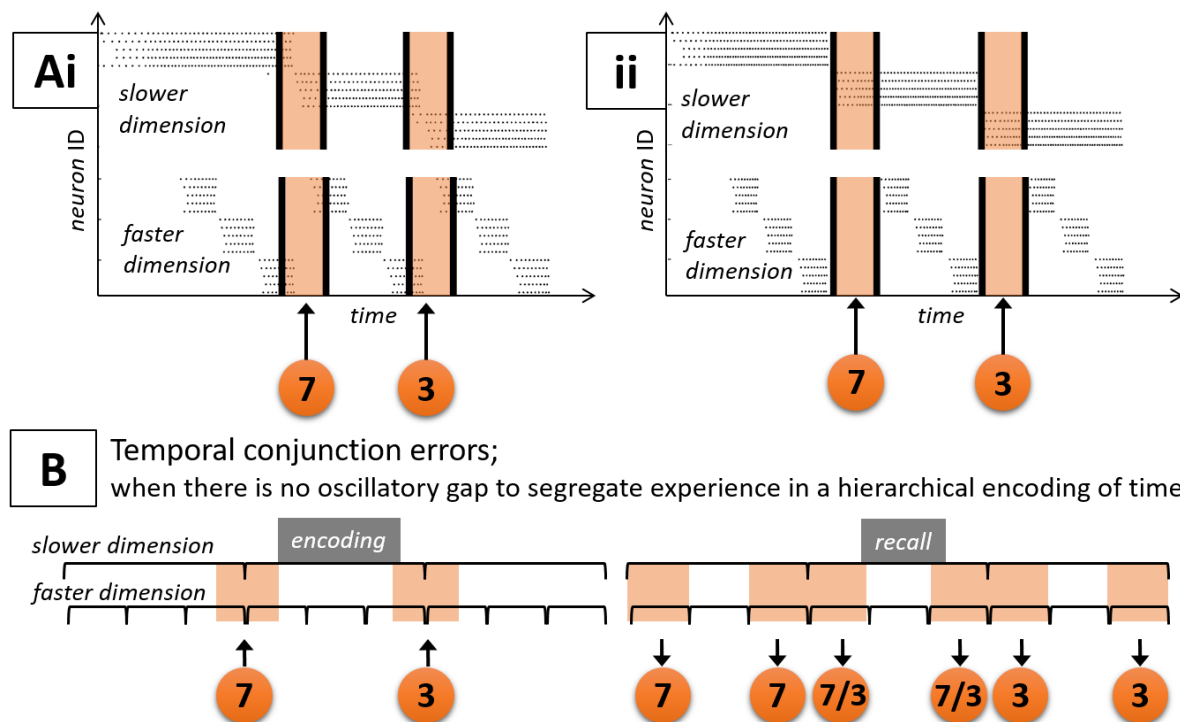 Ai
slower
dimension
faster
dimension
neuron ID
time
7
3
ii
slower
dimension
faster
dimension
neuron ID
time
7
3
B
Temporal conjunction errors;
when there is no oscillatory gap to segregate experience in a hierarchical encoding of time
slower dimension
encoding
recall
faster dimension
7
3
7
7
7/3
7/3
3
3